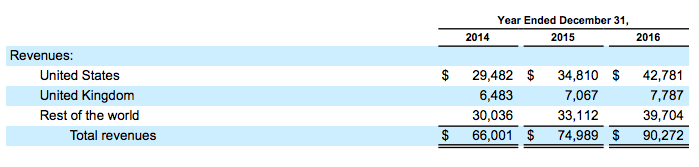 Year Ended December 31,
2014 2015 2016
Revenues:
United States $ 29,482 $ 34,810 $ 42,781
United Kingdom 6,483 7,067 7,787
Rest of the world 30,036 33,112 39,704
Total revenues $ 66,001 $ 74,989 $ 90,272